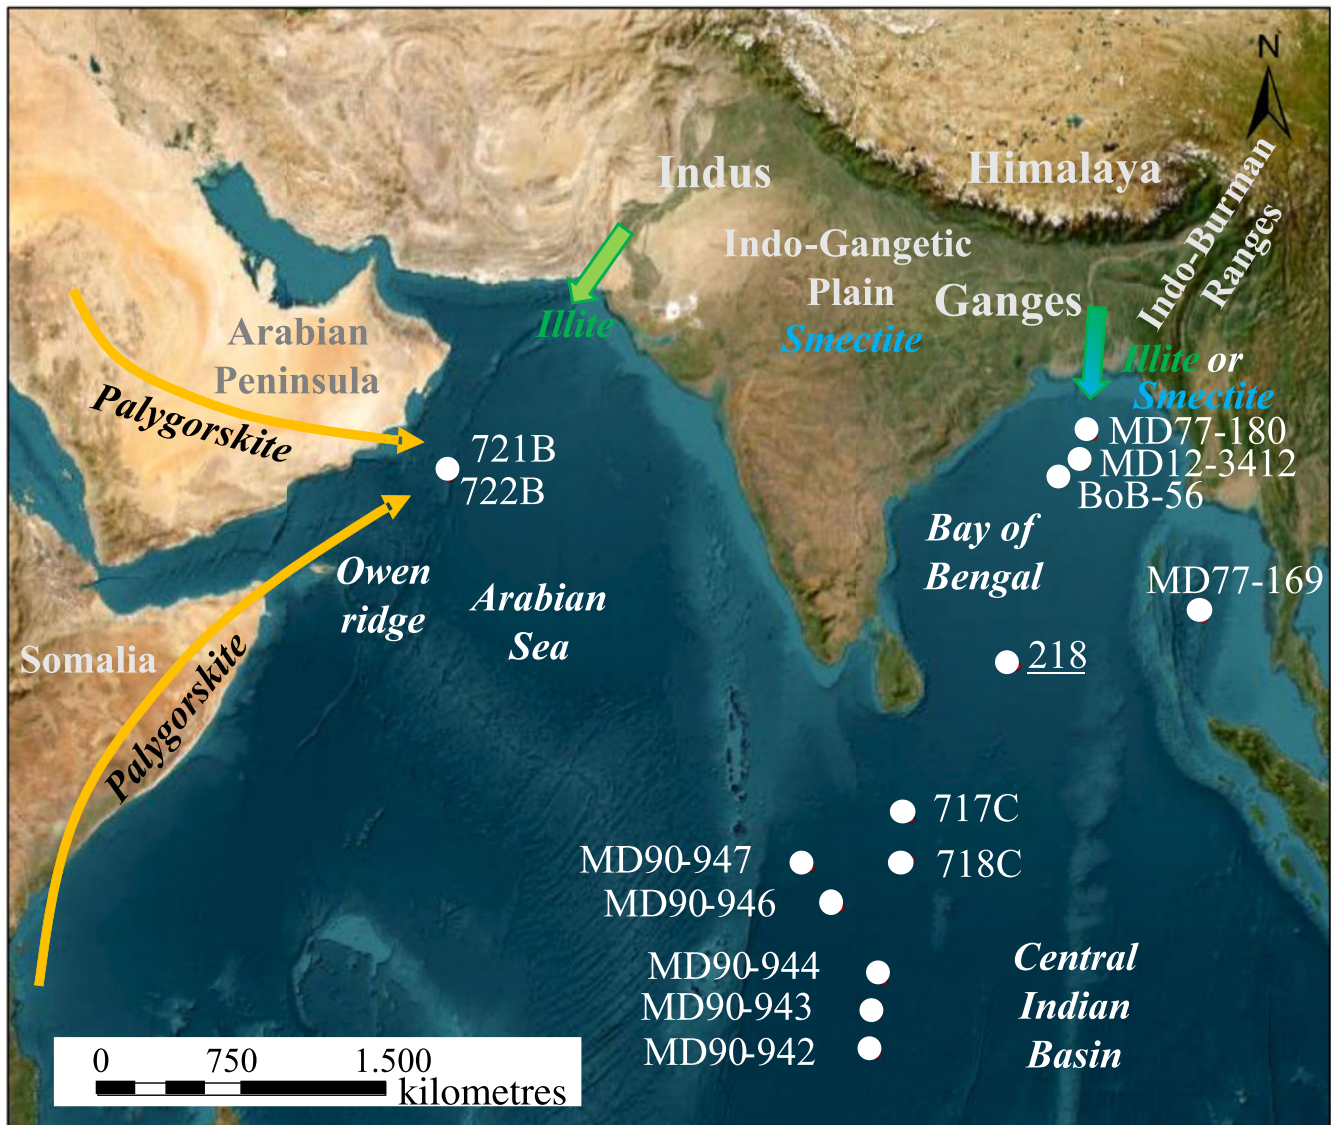 N
Indus
Himalaya
Indo-Burman
Ranges
Indo-Gangetic
Plain
Smectite
Ganges
Illite
Illite or
Smectite
Arabian
Peninsula
Palygorskite
721B
722B
MD77-180
MD12-3412
BoB-56
Bay of
Bengal
MD77-169
Owen
ridge
Arabian
Sea
Somalia
Palygorskite
218
717C
MD90-947
718C
MD90-946
MD90-944
MD90-943
MD90-942
Central
Indian
Basin
0 750 1.500
kilometres